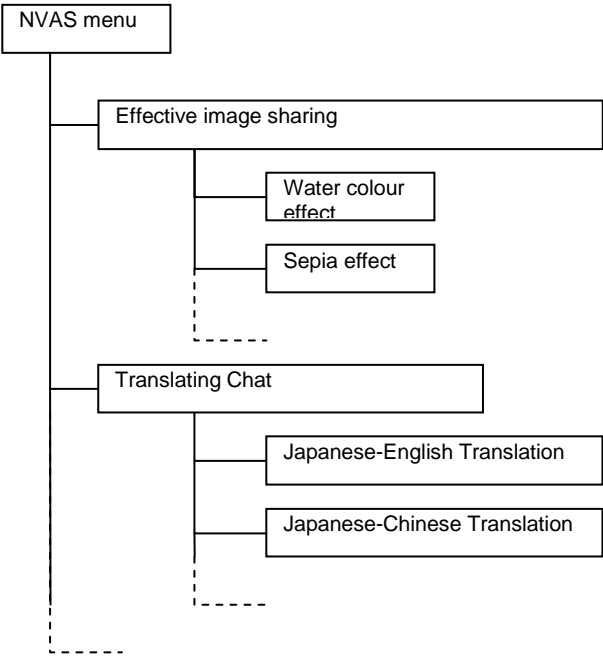 NVAS menu
Effective image sharing
Water colour
effect
Sepia effect
Translating Chat
Japanese-English Translation
Japanese-Chinese Translation